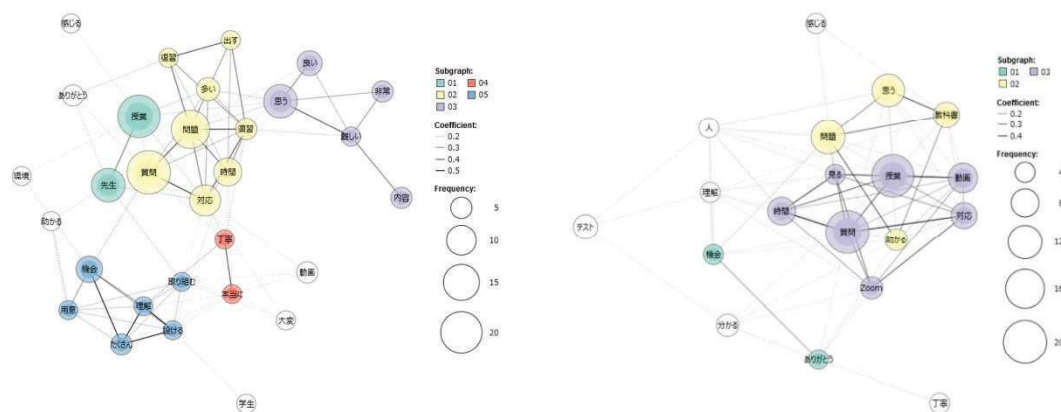 感じる
出す
復習
良い
多い
思う
非常
ありがとう
授業
問題
演習
難しい
質問
時間
環境
先生
対応
内容
助かる
丁寧
機会
取り組む
動画
用意
理解
本当に
大変
たくさん
設ける
学生
Subgraph:
01 04
02 05
03
Coefficient:
0.2
0.3
0.4
0.5
Frequency:
5
10
15
20
感じる
思う
教科書
人
問題
見る
授業
動画
理解
時間
対応
テスト
質問
助かる
機会
Zoom
分かる
ありがとう
丁寧
Subgraph:
01 03
02
Coefficient:
0.2
0.3
0.4
Frequency:
4
8
12
16
20